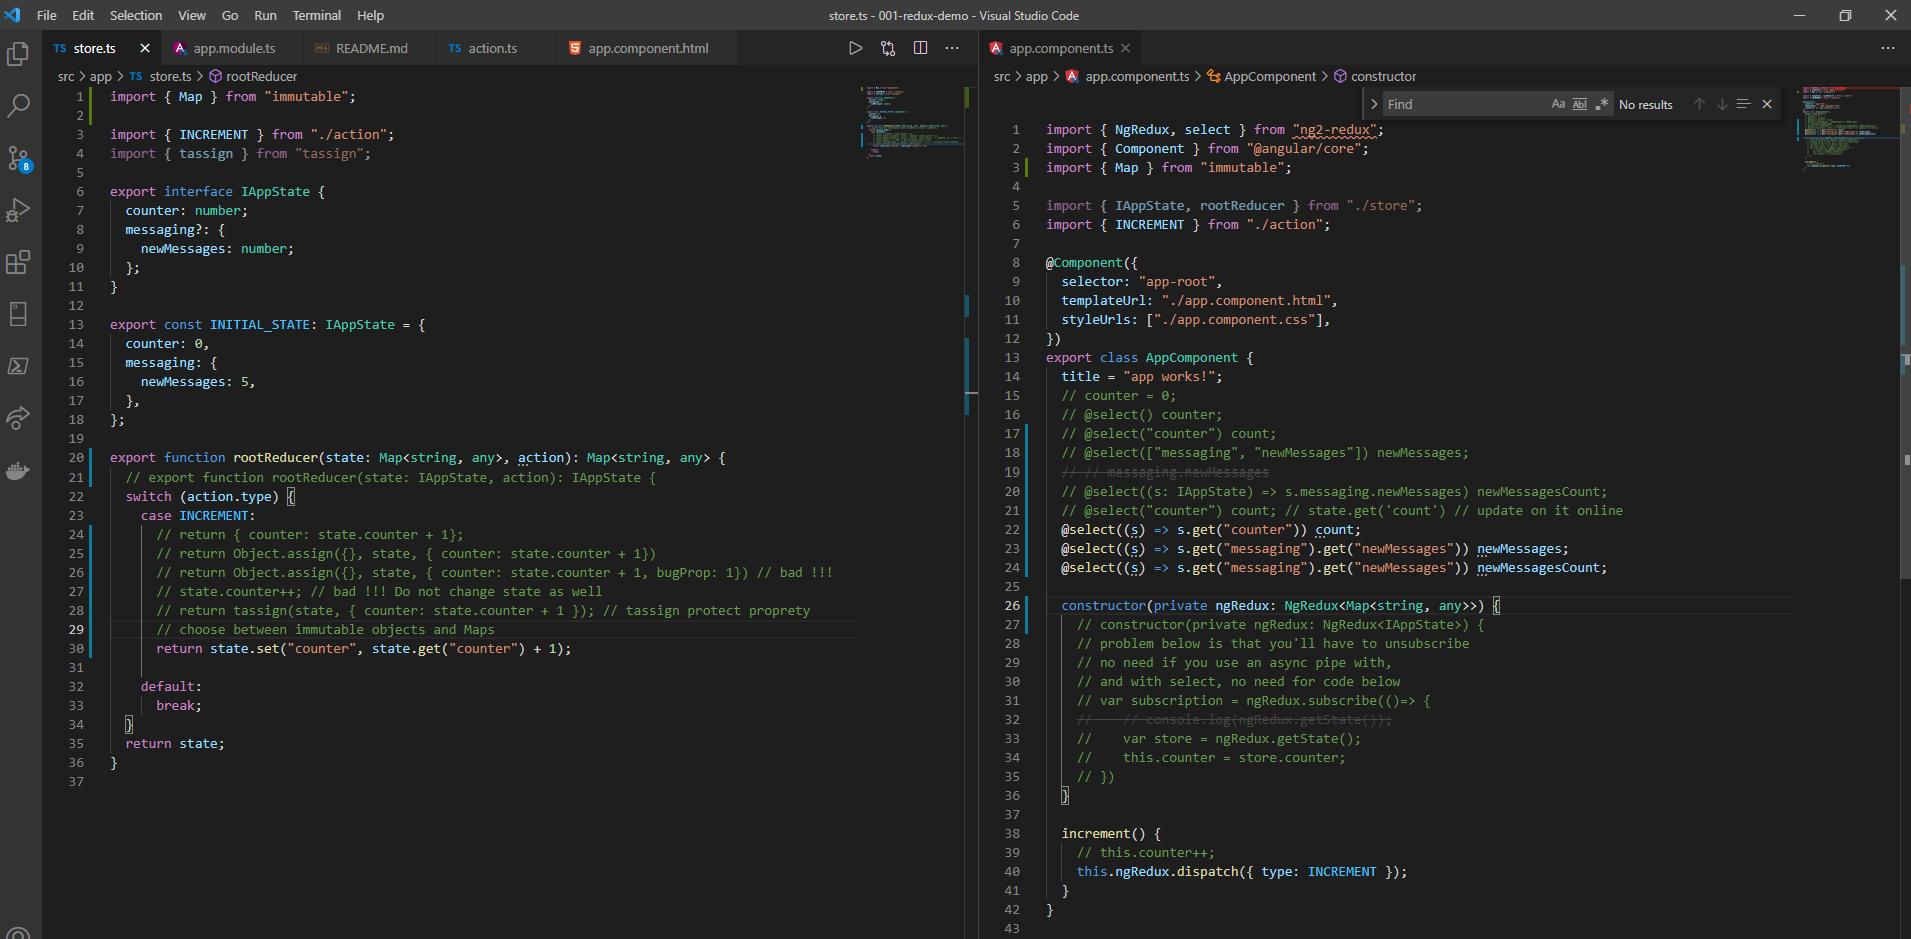 File Edit Selection View Go Run Terminal Help
store.ts - 001-redux-demo - Visual Studio Code
TS store.ts
app.module.ts
README.md
TS action.ts
app.component.html
src > app > TS store.ts > rootReducer
1 import { Map } from "immutable";
2
3 import { INCREMENT } from "./action";
4 import { tassign } from "tassign";
5
6 export interface IAppState {
7 counter: number;
8 messaging?: {
9 newMessages: number;
10 };
11 }
12
13 export const INITIAL_STATE: IAppState = {
14 counter: 0,
15 messaging: {
16 newMessages: 5,
17 },
18 };
19
20 export function rootReducer(state: Map<string, any>, action): Map<string, any> {
21 // export function rootReducer(state: IAppState, action): IAppState {
22 switch (action.type) {
23 case INCREMENT:
24 // return { counter: state.counter + 1};
25 // return Object.assign({}, state, { counter: state.counter + 1})
26 // return Object.assign({}, state, { counter: state.counter + 1, bugProp: 1}) // bad !!!
27 // state.counter++; // bad !!! Do not change state as well
28 // return tassign(state, { counter: state.counter + 1 }); // tassign protect proprety
29 // choose between immutable objects and Maps
30 return state.set("counter", state.get("counter") + 1);
31
32 default:
33 break;
34 }
35 return state;
36 }
37
8
app.component.ts
src > app > app.component.ts > AppComponent > constructor
Find Aa Abl .* No results
1 import { NgRedux, select } from "ng2-redux";
2 import { Component } from "@angular/core";
3 import { Map } from "immutable";
4
5 import { IAppState, rootReducer } from "./store";
6 import { INCREMENT } from "./action";
7
8 @Component({
9 selector: "app-root",
10 templateUrl: "./app.component.html",
11 styleUrls: ["./app.component.css"],
12 })
13 export class AppComponent {
14 title = "app works!";
15 // counter = 0;
16 // @select() counter;
17 // @select("counter") count;
18 // @select(["messaging", "newMessages"]) newMessages;
19 // // messaging.newMessages
20 // @select((s: IAppState) => s.messaging.newMessages) newMessagesCount;
21 // @select("counter") count; // state.get('count') // update on it online
22 @select((s) => s.get("counter")) count;
23 @select((s) => s.get("messaging").get("newMessages")) newMessages;
24 @select((s) => s.get("messaging").get("newMessages")) newMessagesCount;
25
26 constructor(private ngRedux: NgRedux<Map<string, any>>) {
27 // constructor(private ngRedux: NgRedux<IAppState>) {
28 // problem below is that you'll have to unsubscribe
29 // no need if you use an async pipe with,
30 // and with select, no need for code below
31 // var subscription = ngRedux.subscribe(()=> {
32 // // console.log(ngRedux.getState());
33 // var store = ngRedux.getState();
34 // this.counter = store.counter;
35 // })
36 }
37
38 increment() {
39 // this.counter++;
40 this.ngRedux.dispatch({ type: INCREMENT });
41 }
42 }
43